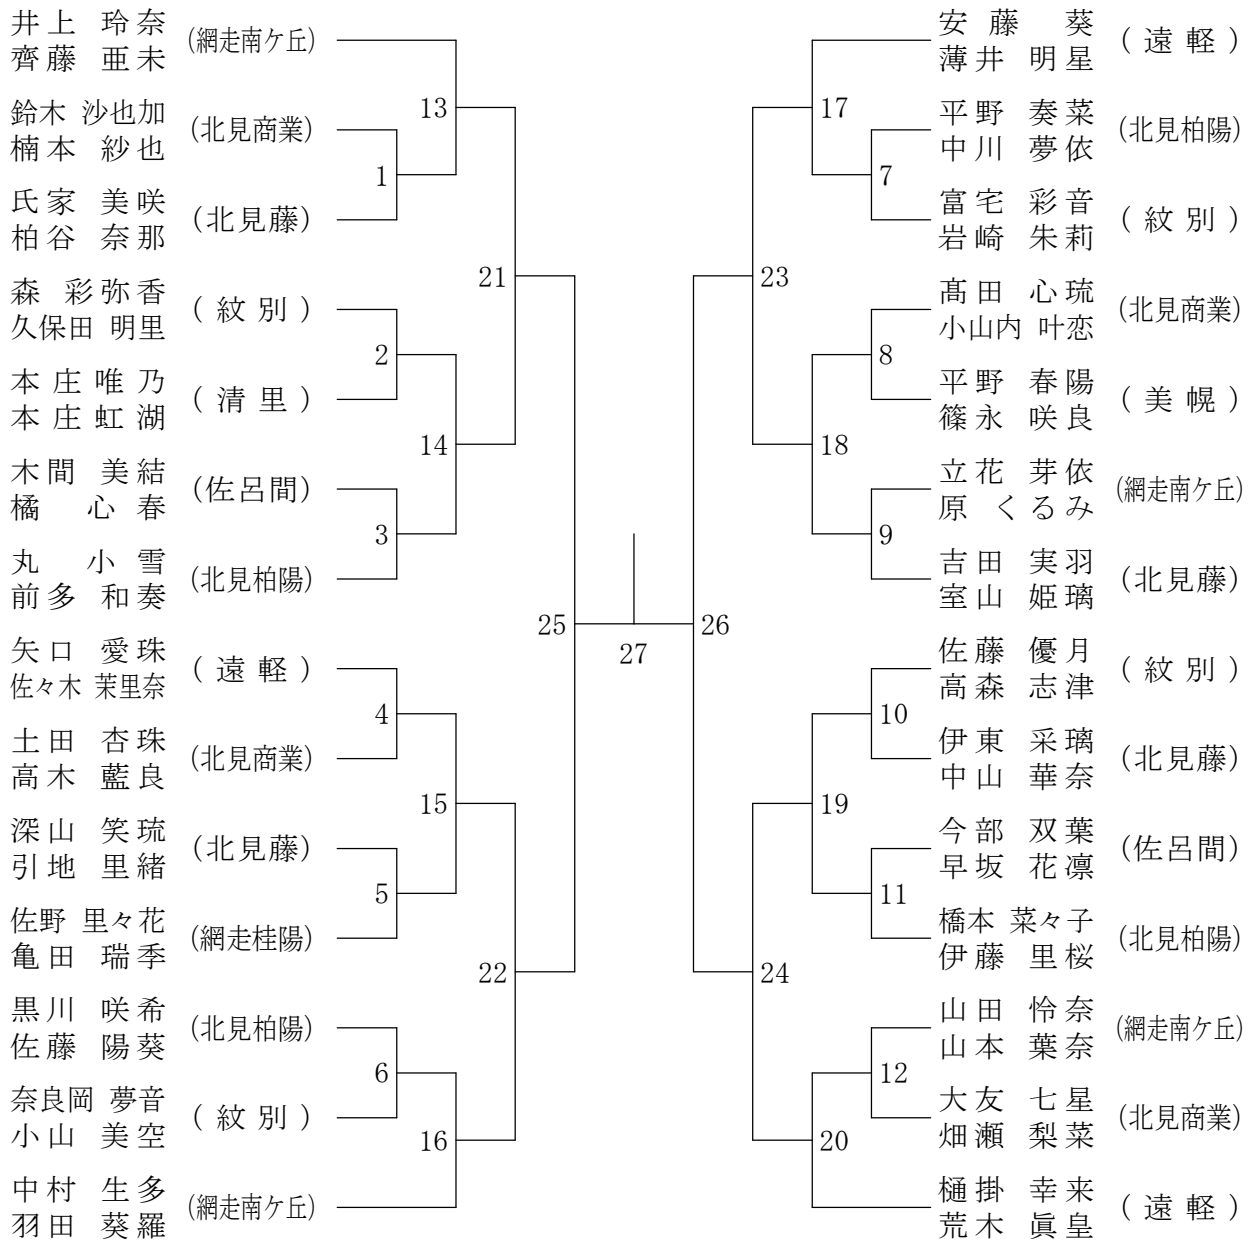 井上 玲奈
齊藤 亜未
(網走南ケ丘)
鈴木 沙也加
楠本 紗也
(北見商業)
氏家 美咲
柏谷 奈那
(北見藤)
森 彩弥香
久保田 明里
(紋別)
本庄唯乃
本庄虹湖
(清里)
木間 美結
橘 心春
(佐呂間)
丸 小雪
前多 和奏
(北見柏陽)
矢口 愛珠
佐々木 茉里奈
(遠軽)
土田 杏珠
高木 藍良
(北見商業)
深山 笑琉
引地 里緒
(北見藤)
佐野 里々花
亀田 瑞季
(網走桂陽)
黒川 咲希
佐藤 陽葵
(北見柏陽)
奈良岡 夢音
小山 美空
(紋別)
中村 生多
羽田 葵羅
(網走南ケ丘)
13
1
21
2
14
3
25
4
15
5
22
6
16
27
26
17
7
23
8
18
9
10
19
11
24
12
20
安藤 葵
薄井 明星
(遠軽)
平野 奏菜
中川 夢依
(北見柏陽)
富宅 彩音
岩崎 朱莉
(紋別)
髙田 心琉
小山内 叶恋
(北見商業)
平野 春陽
篠永 咲良
(美幌)
立花 芽依
原 くるみ
(網走南ケ丘)
吉田 実羽
室山 姫璃
(北見藤)
佐藤 優月
高森 志津
(紋別)
伊東 采璃
中山 華奈
(北見藤)
今部 双葉
早坂 花凛
(佐呂間)
橋本 菜々子
伊藤 里桜
(北見柏陽)
山田 怜奈
山本 葉奈
(網走南ケ丘)
大友 七星
畑瀬 梨菜
(北見商業)
樋掛 幸来
荒木 眞皇
(遠軽)